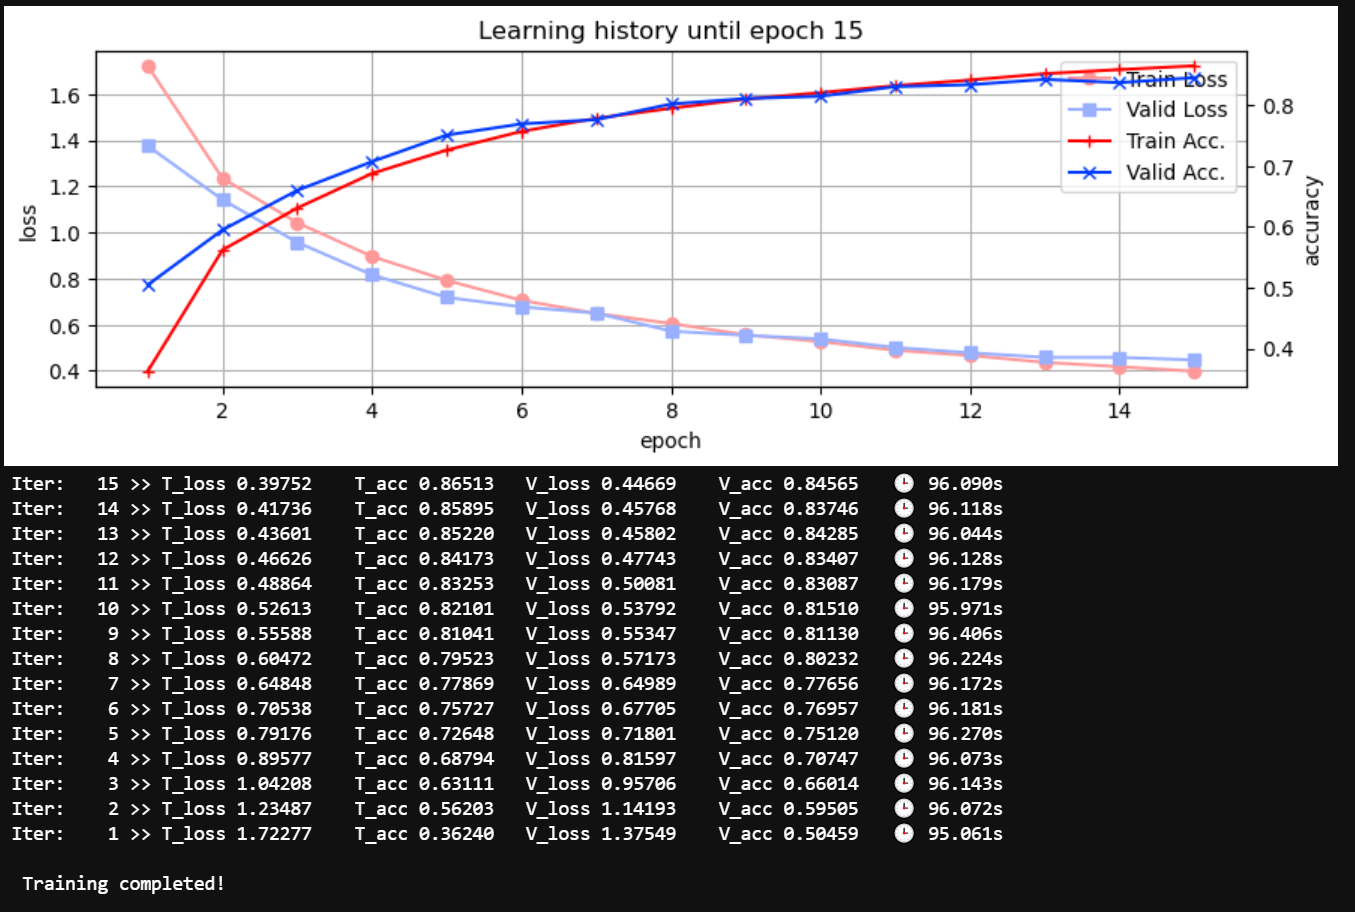 Learning history until epoch 15
loss
1.6
1.4
1.2
1.0
0.8
0.6
0.4
2 4 6 8 10 12 14
epoch
0.8
0.7
0.6
0.5
0.4
accuracy
Train Loss
Valid Loss
Train Acc.
Valid Acc.
Iter: 15 >> T_loss 0.39752 T_acc 0.86513 V_loss 0.44669 V_acc 0.84565 🕒 96.090s
Iter: 14 >> T_loss 0.41736 T_acc 0.85895 V_loss 0.45768 V_acc 0.83746 🕒 96.118s
Iter: 13 >> T_loss 0.43601 T_acc 0.85220 V_loss 0.45802 V_acc 0.84285 🕒 96.044s
Iter: 12 >> T_loss 0.46626 T_acc 0.84173 V_loss 0.47743 V_acc 0.83407 🕒 96.128s
Iter: 11 >> T_loss 0.48864 T_acc 0.83253 V_loss 0.50081 V_acc 0.83087 🕒 96.179s
Iter: 10 >> T_loss 0.52613 T_acc 0.82101 V_loss 0.53792 V_acc 0.81510 🕒 95.971s
Iter: 9 >> T_loss 0.55588 T_acc 0.81041 V_loss 0.55347 V_acc 0.81130 🕒 96.406s
Iter: 8 >> T_loss 0.60472 T_acc 0.79523 V_loss 0.57173 V_acc 0.80232 🕒 96.224s
Iter: 7 >> T_loss 0.64848 T_acc 0.77869 V_loss 0.64989 V_acc 0.77656 🕒 96.172s
Iter: 6 >> T_loss 0.70538 T_acc 0.75727 V_loss 0.67705 V_acc 0.76957 🕒 96.181s
Iter: 5 >> T_loss 0.79176 T_acc 0.72648 V_loss 0.71801 V_acc 0.75120 🕒 96.270s
Iter: 4 >> T_loss 0.89577 T_acc 0.68794 V_loss 0.81597 V_acc 0.70747 🕒 96.073s
Iter: 3 >> T_loss 1.04208 T_acc 0.63111 V_loss 0.95706 V_acc 0.66014 🕒 96.143s
Iter: 2 >> T_loss 1.23487 T_acc 0.56203 V_loss 1.14193 V_acc 0.59505 🕒 96.072s
Iter: 1 >> T_loss 1.72277 T_acc 0.36240 V_loss 1.37549 V_acc 0.50459 🕒 95.061s
Training completed!